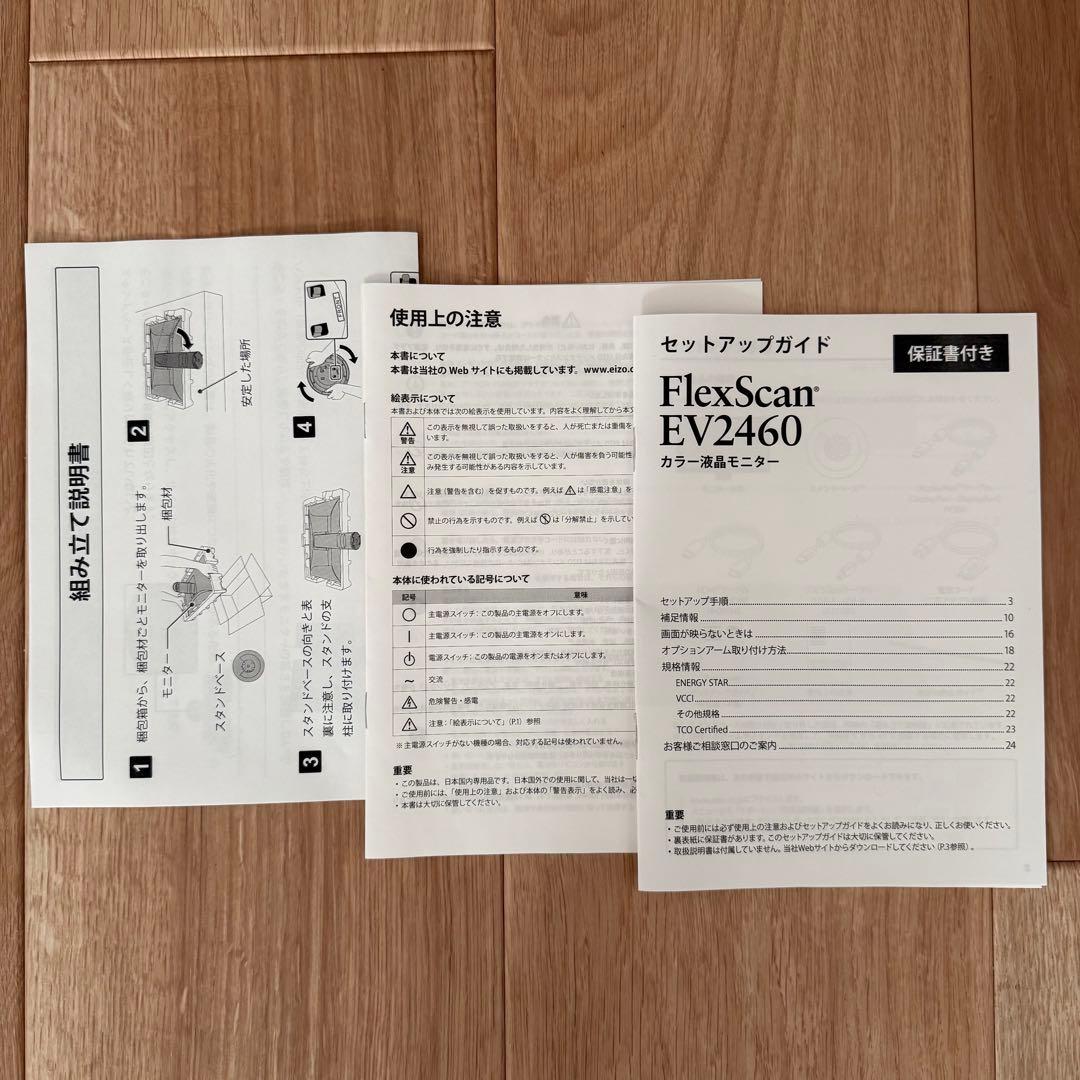 組み立て説明書
1
梱包箱から、梱包材ごとモニターを取り出します。
モニター
梱包材
スタンドベース
2
安定した場所
3
スタンドベースの向きと表
裏に注意し、スタンドの支
柱に取り付けます。
4
FRONT
使用上の注意
本書について
本書は当社の Web サイトにも掲載しています。www.eizo.c
絵表示について
本書および本体では次の絵表示を使用しています。内容をよく理解してから本文
警告
この表示を無視して誤った取扱いをすると、人が死亡または重傷を
います。
注意
この表示を無視して誤った取扱いをすると、人が傷害を負う可能性
み発生する可能性がある内容を示しています。
注意（警告を含む）を促すものです。例えば は「感電注意」を
禁止の行為を示すものです。例えば は「分解禁止」を示してい
行為を強制したり指示するものです。
本体に使われている記号について
記号 意味
主電源スイッチ：この製品の主電源をオフにします。
主電源スイッチ：この製品の主電源をオンにします。
電源スイッチ：この製品の電源をオンまたはオフにします。
～ 交流
危険警告・感電
注意：「絵表示について」（P.1）参照
※ 主電源スイッチがない機種の場合、対応する記号は使われていません。
重要
・この製品は、日本国内専用品です。日本国外での使用に関して、当社は一切
・ご使用前には、「使用上の注意」および本体の「警告表示」をよく読み、必
・本書は大切に保管してください。
セットアップガイド
保証書付き
FlexScan®
EV2460
カラー液晶モニター
セットアップ手順 3
補足情報 10
画面が映らないときは 16
オプションアーム取り付け方法 18
規格情報 22
ENERGY STAR 22
VCCI 22
その他規格 22
TCO Certified 23
お客様ご相談窓口のご案内 24
重要
・ご使用前には必ず使用上の注意およびセットアップガイドをよくお読みになり、正しくお使いください。
・裏表紙に保証書があります。このセットアップガイドは大切に保管してください。
・取扱説明書は付属していません。当社Webサイトからダウンロードしてください（P.3参照）。